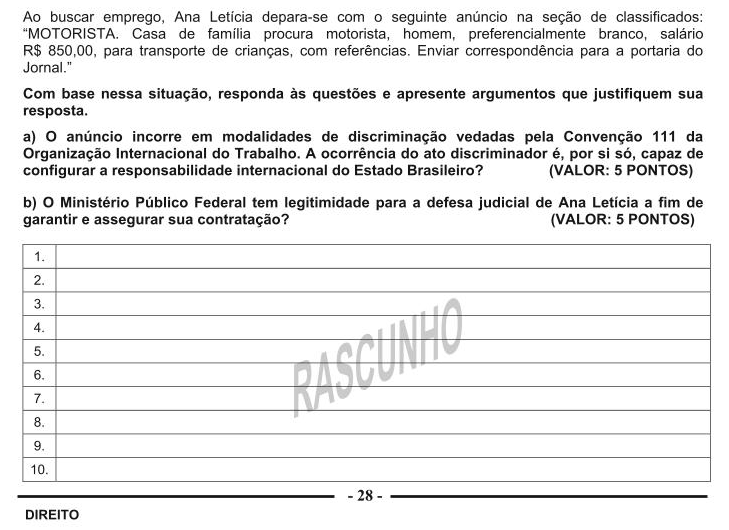 Ao buscar emprego, Ana Letícia depara-se com o seguinte anúncio na seção de classificados:
“MOTORISTA. Casa de família procura motorista, homem, preferencialmente branco, salário
R$ 850,00, para transporte de crianças, com referências. Enviar correspondência para a portaria do
Jornal.”
Com base nessa situação, responda às questões e apresente argumentos que justifiquem sua
resposta.
a) O anúncio incorre em modalidades de discriminação vedadas pela Convenção 111 da
Organização Internacional do Trabalho. A ocorrência do ato discriminador é, por si só, capaz de
configurar a responsabilidade internacional do Estado Brasileiro? (VALOR: 5 PONTOS)
b) O Ministério Público Federal tem legitimidade para a defesa judicial de Ana Letícia a fim de
garantir e assegurar sua contratação? (VALOR: 5 PONTOS)
1.
2.
3.
4.
5.
6.
7.
8.
9.
10.
RASCUNHO
- 28 -
DIREITO